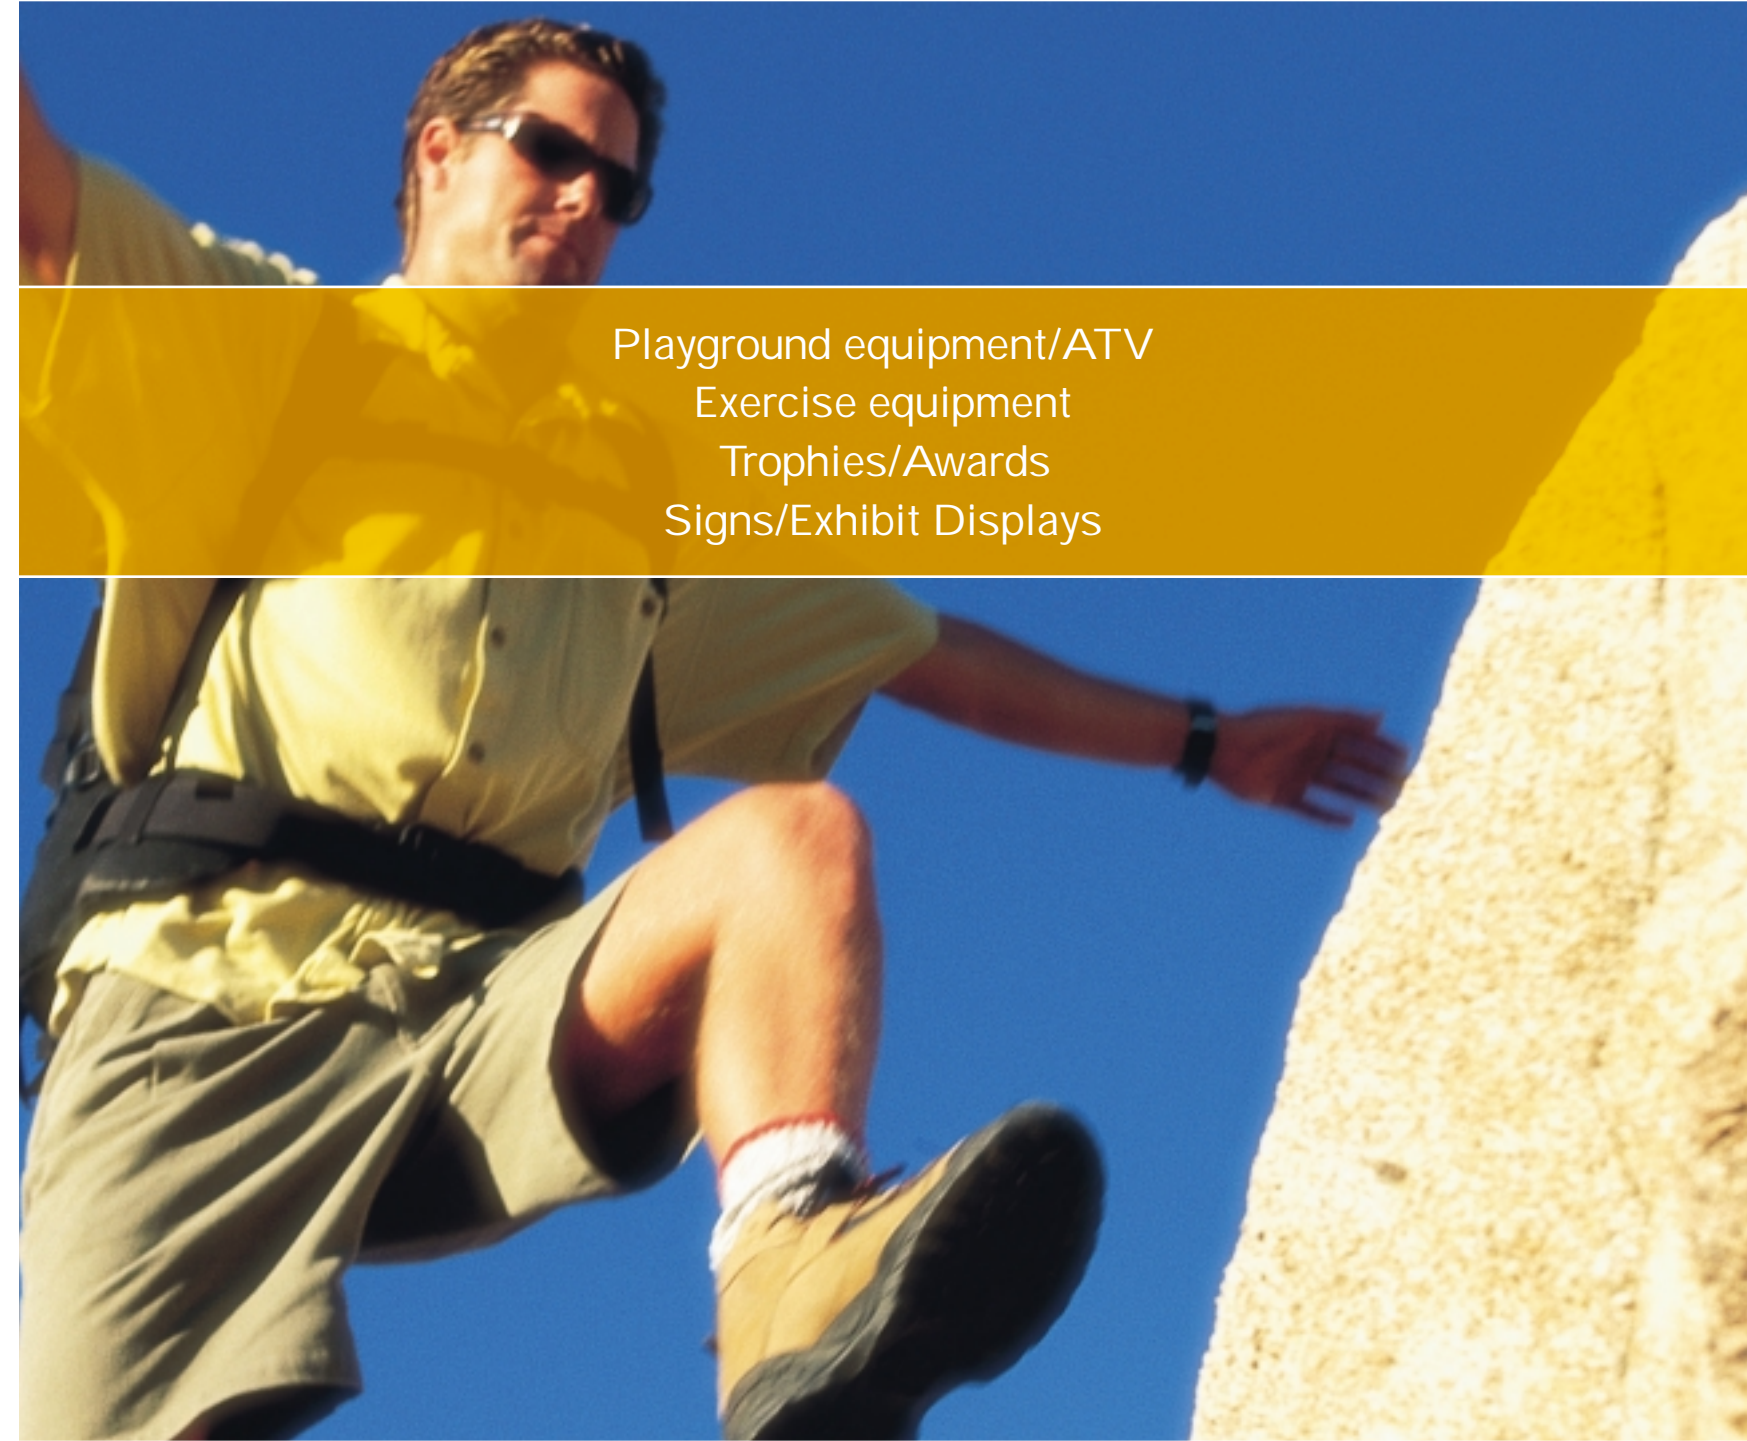 Playground equipment/ATV
Exercise equipment
Trophies/Awards
Signs/Exhibit Displays